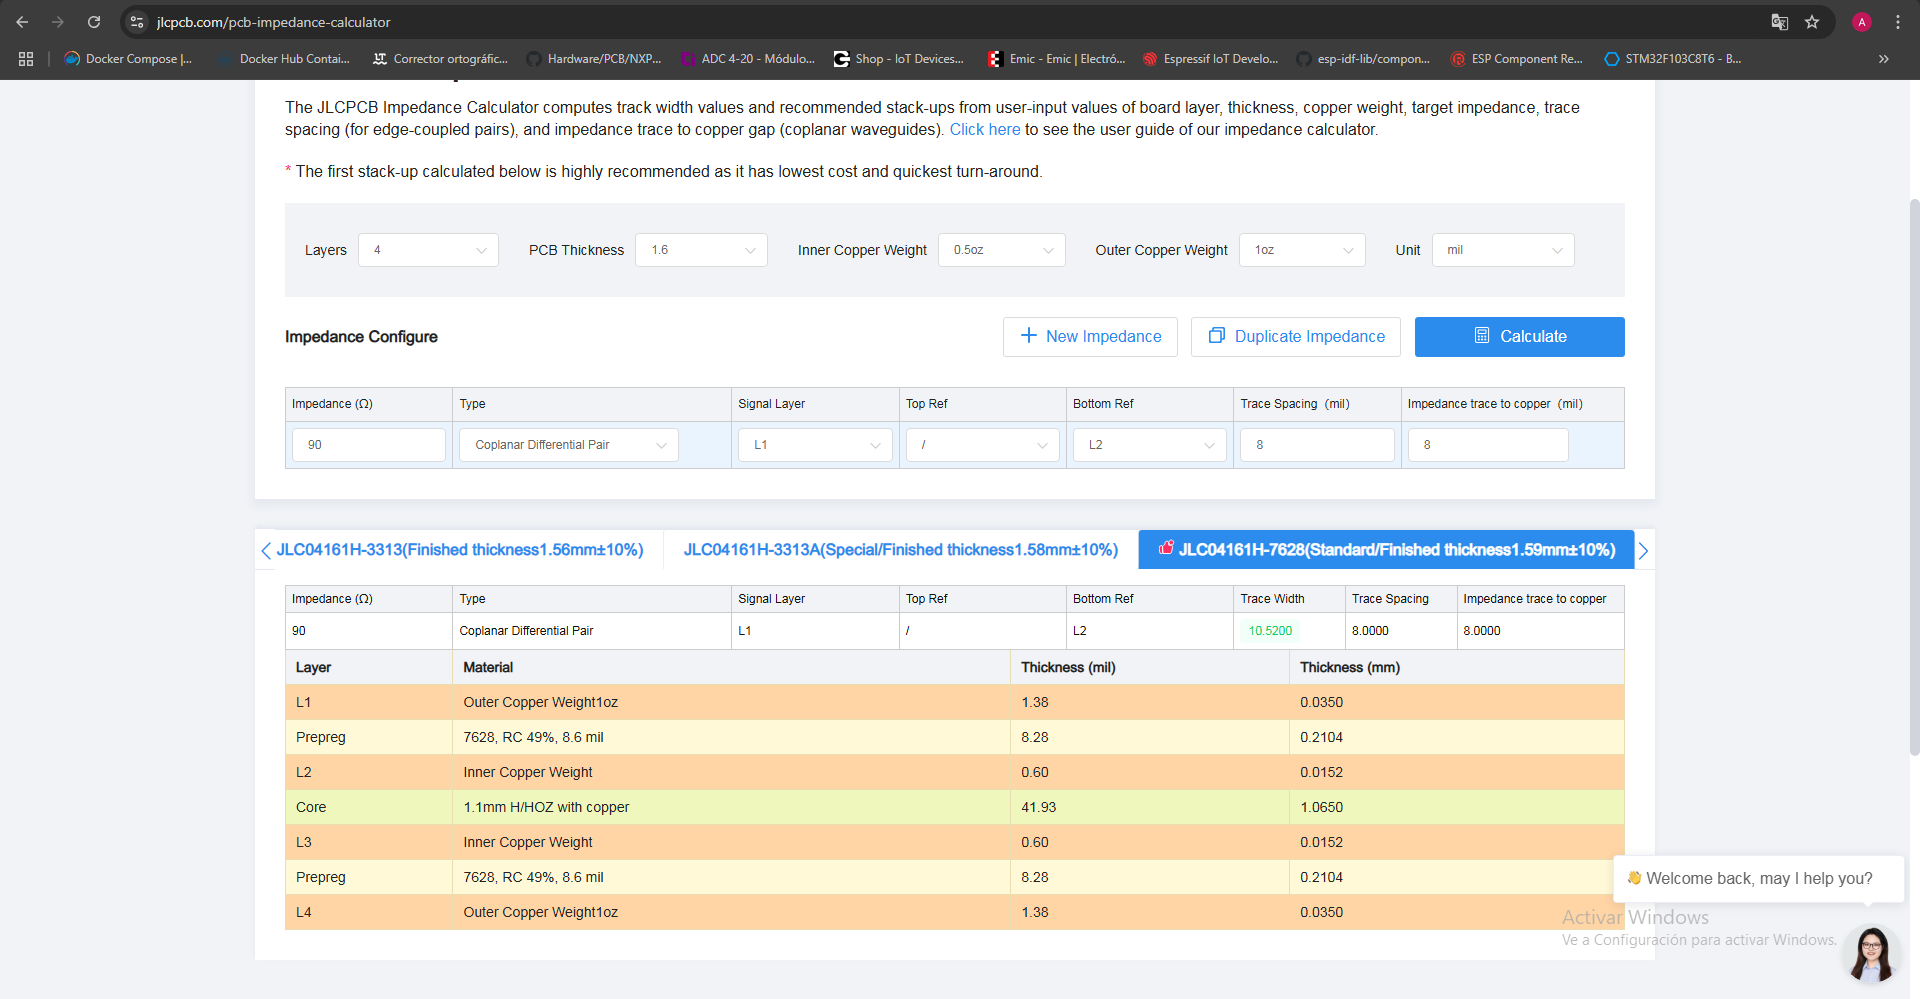 jlcpcb.com/pcb-impedance-calculator
A
Docker Compose |...
Docker Hub Contai...
Corrector ortográfic...
Hardware/PCB/NXP...
ADC 4-20 - Módulo...
Shop - IoT Devices...
Emic - Emic | Electró...
Espressif IoT Develo...
esp-idf-lib/compon...
ESP Component Re...
STM32F103C8T6 - B...
The JLCPCB Impedance Calculator computes track width values and recommended stack-ups from user-input values of board layer, thickness, copper weight, target impedance, trace
spacing (for edge-coupled pairs), and impedance trace to copper gap (coplanar waveguides). Click here to see the user guide of our impedance calculator.
* The first stack-up calculated below is highly recommended as it has lowest cost and quickest turn-around.
Layers 4 PCB Thickness 1.6 Inner Copper Weight 0.5oz Outer Copper Weight 1oz Unit mil
Impedance Configure
New Impedance
Duplicate Impedance
Calculate
Impedance (Ω) Type Signal Layer Top Ref Bottom Ref Trace Spacing (mil) Impedance trace to copper (mil)
90 Coplanar Differential Pair L1 / L2 8 8
JLC04161H-3313(Finished thickness1.56mm±10%)
JLC04161H-3313A(Special/Finished thickness1.58mm±10%)
JLC04161H-7628(Standard/Finished thickness1.59mm±10%)
Impedance (Ω) Type Signal Layer Top Ref Bottom Ref Trace Width Trace Spacing Impedance trace to copper
90 Coplanar Differential Pair L1 / L2 10.5200 8.0000 8.0000
Layer Material Thickness (mil) Thickness (mm)
L1 Outer Copper Weight1oz 1.38 0.0350
Prepreg 7628, RC 49%, 8.6 mil 8.28 0.2104
L2 Inner Copper Weight 0.60 0.0152
Core 1.1mm H/HOZ with copper 41.93 1.0650
L3 Inner Copper Weight 0.60 0.0152
Prepreg 7628, RC 49%, 8.6 mil 8.28 0.2104
L4 Outer Copper Weight1oz 1.38 0.0350
Welcome back, may I help you?
Activar Windows
Ve a Configuración para activar Windows.